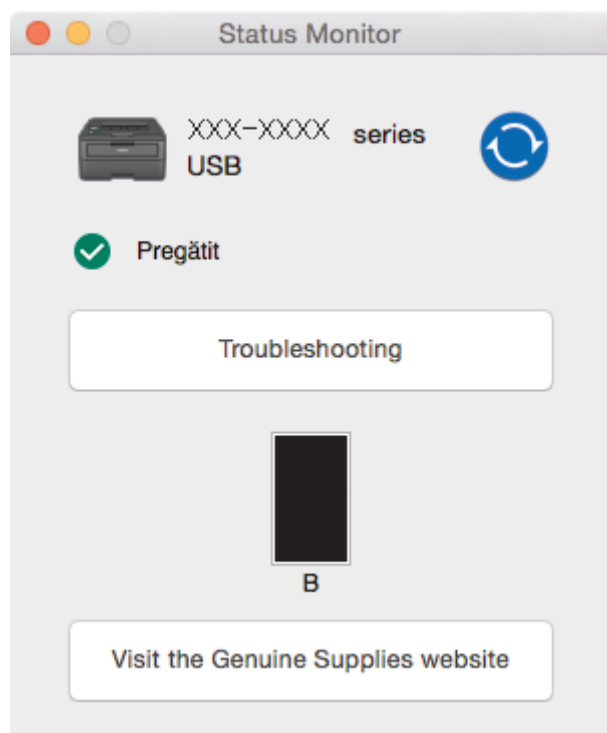 Status Monitor
XXX-XXXX series
USB
Pregătit
Troubleshooting
B
Visit the Genuine Supplies website